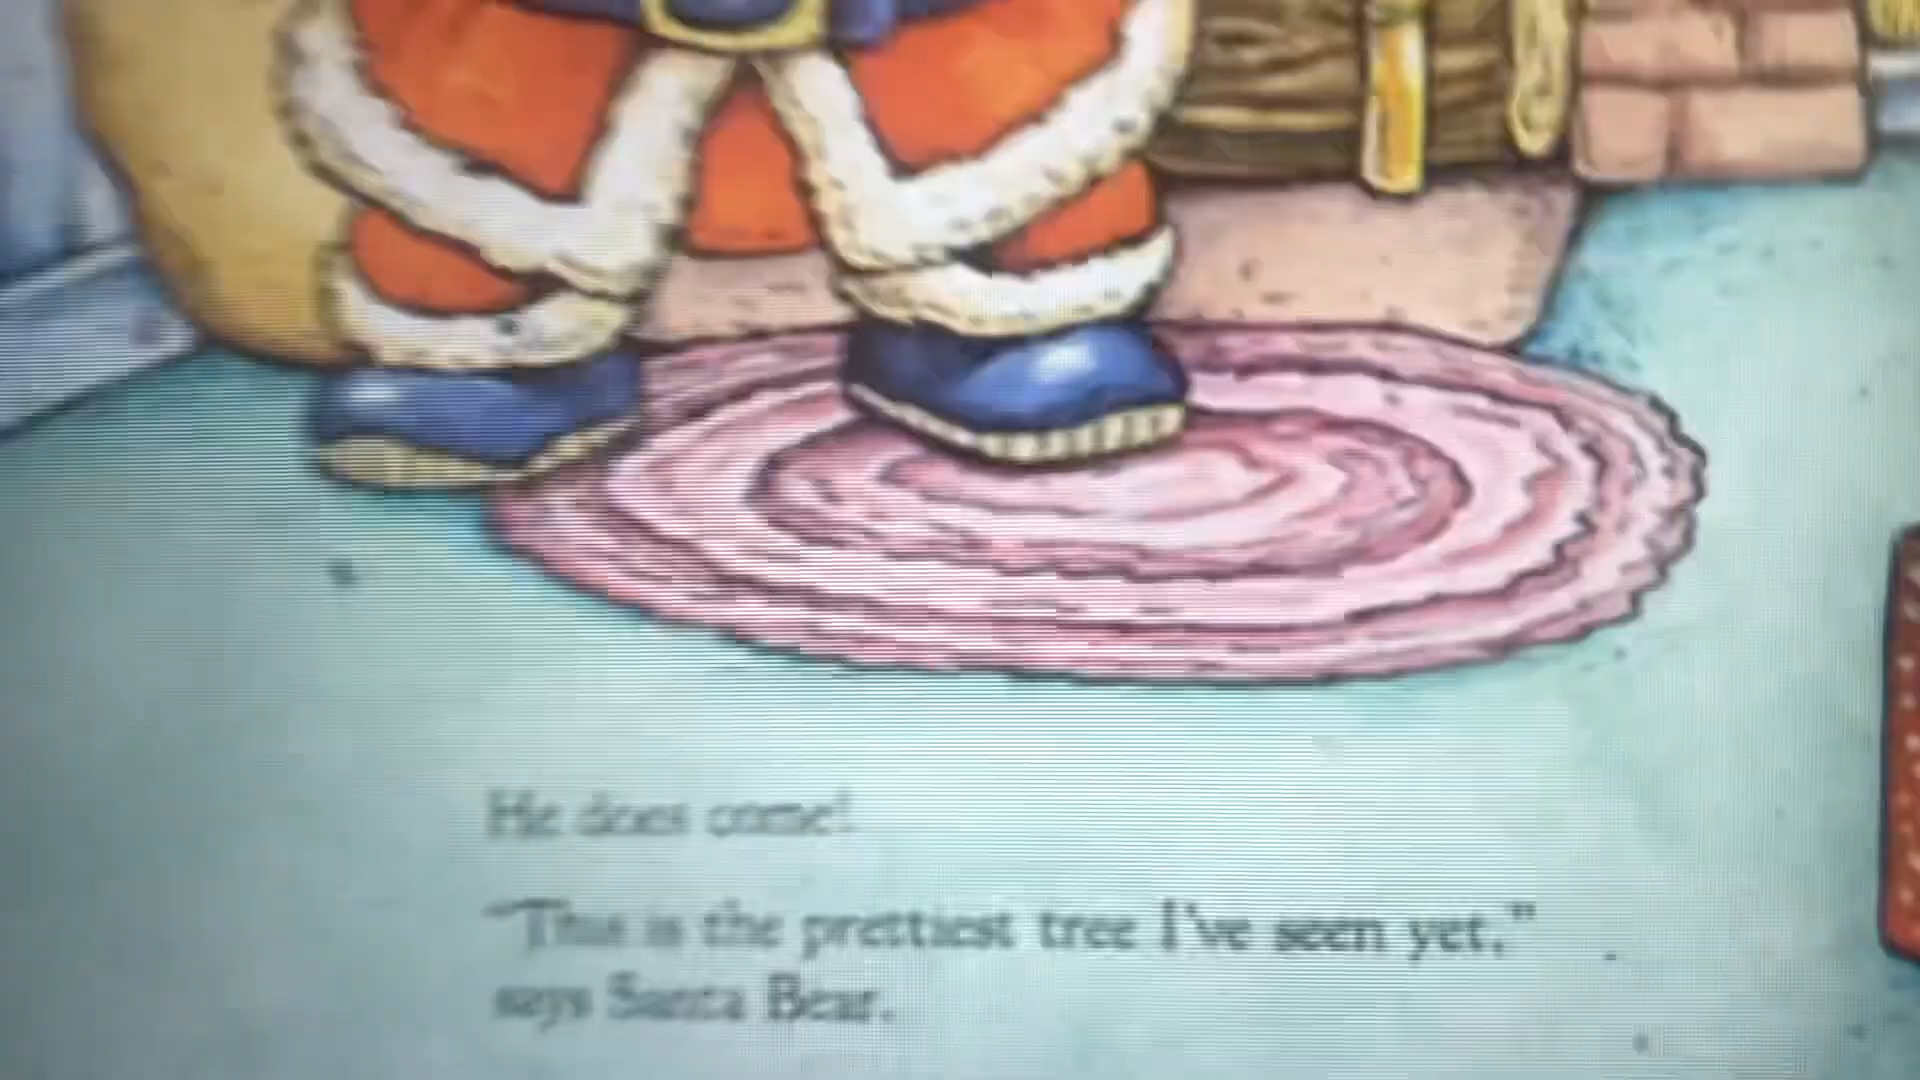 He does come!
"This is the prettiest tree I've seen yet,"
says Santa Bear.